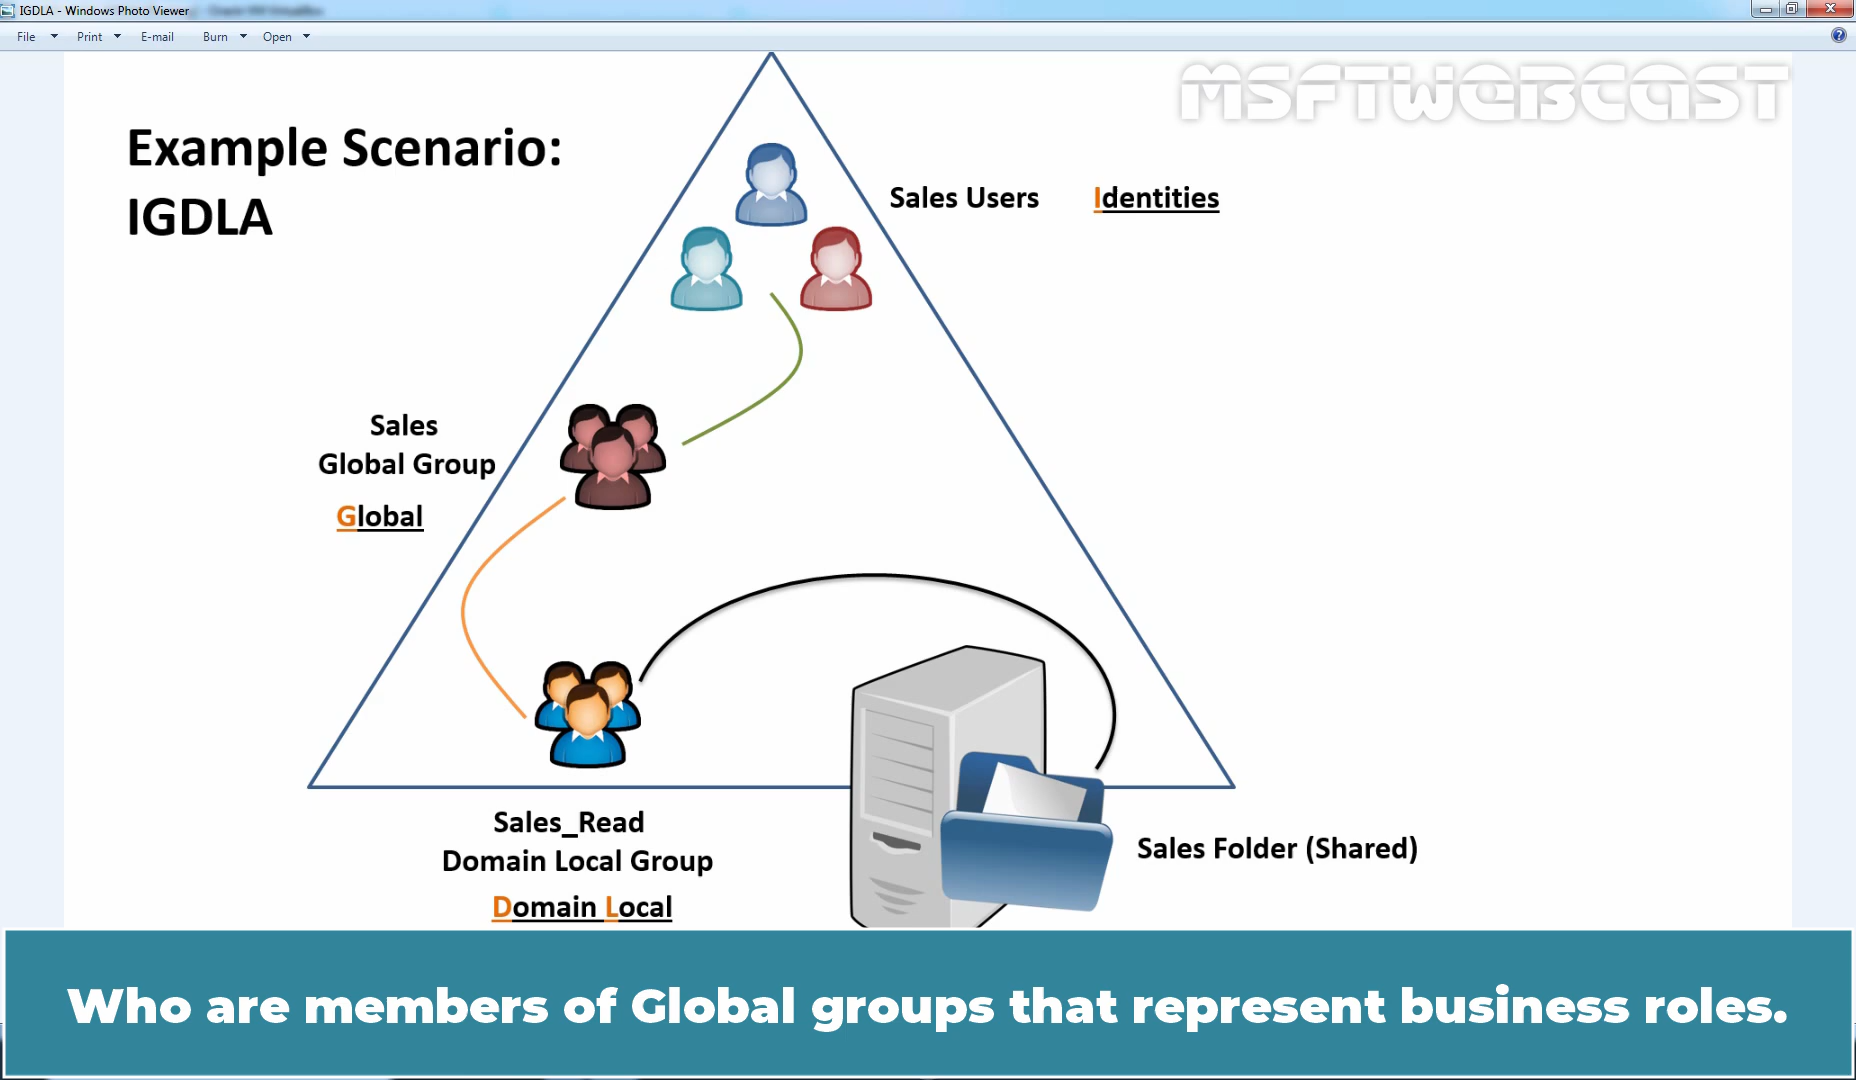 IGDLA - Windows Photo Viewer
File Print E-mail Burn Open
MSFTWEBCAST
Example Scenario:
IGDLA
Sales Users Identities
Sales
Global Group
Global
Sales_Read
Domain Local Group
Domain Local
Sales Folder (Shared)
Who are members of Global groups that represent business roles.